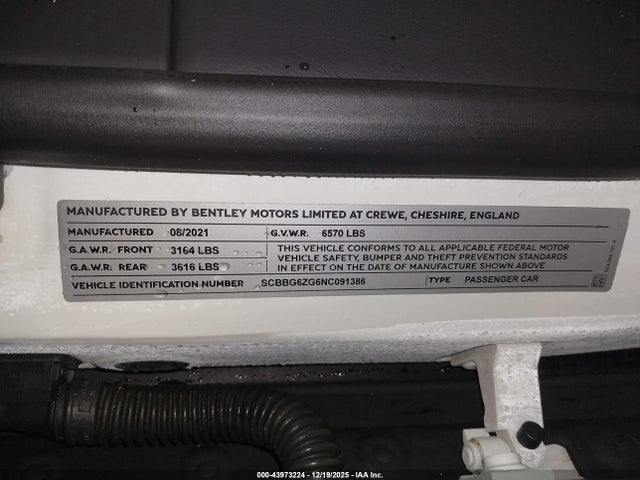 MANUFACTURED BY BENTLEY MOTORS LIMITED AT CREWE, CHESHIRE, ENGLAND
MANUFACTURED 08/2021 G.V.W.R. 6570 LBS
G.A.W.R. FRONT 3164 LBS
G.A.W.R. REAR 3616 LBS
THIS VEHICLE CONFORMS TO ALL APPLICABLE FEDERAL MOTOR
VEHICLE SAFETY, BUMPER AND THEFT PREVENTION STANDARDS
IN EFFECT ON THE DATE OF MANUFACTURE SHOWN ABOVE
VEHICLE IDENTIFICATION NUMBER SCBBG6ZG6NC091386 TYPE PASSENGER CAR
000-43973224 - 12/19/2025 - IAA Inc.